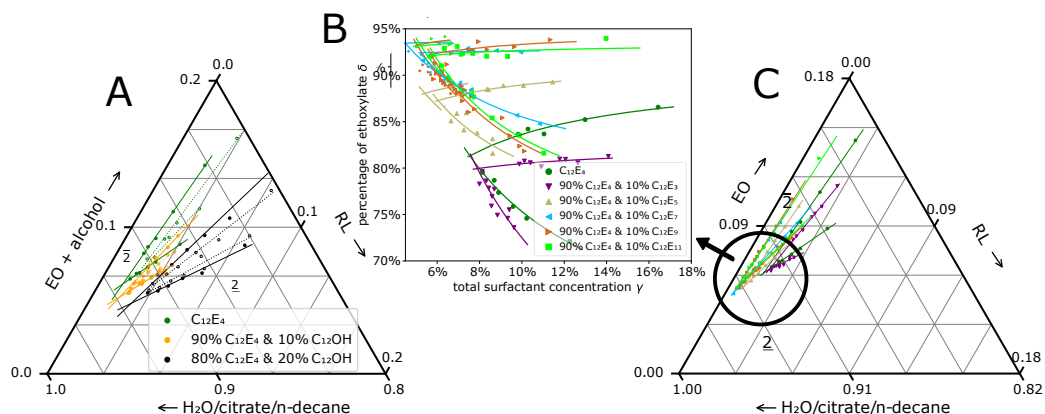 A
0.0
0.2
0.1
0.1
EO + alcohol →
RL →
2̅
2̲
C₁₂E₄
90% C₁₂E₄ & 10% C₁₂OH
80% C₁₂E₄ & 20% C₁₂OH
0.0
0.2
1.0
0.9
0.8
← H₂O/citrate/n-decane
B
95%
90%
85%
80%
75%
70%
percentage of ethoxylate δ
C₁₂E₄
90% C₁₂E₄ & 10% C₁₂E₃
90% C₁₂E₄ & 10% C₁₂E₅
90% C₁₂E₄ & 10% C₁₂E₇
90% C₁₂E₄ & 10% C₁₂E₉
90% C₁₂E₄ & 10% C₁₂E₁₁
6% 8% 10% 12% 14% 16% 18%
total surfactant concentration γ
C
0.00
0.18
0.09
0.09
EO →
RL →
2̅
2̲
0.00
0.18
1.00
0.91
0.82
← H₂O/citrate/n-decane